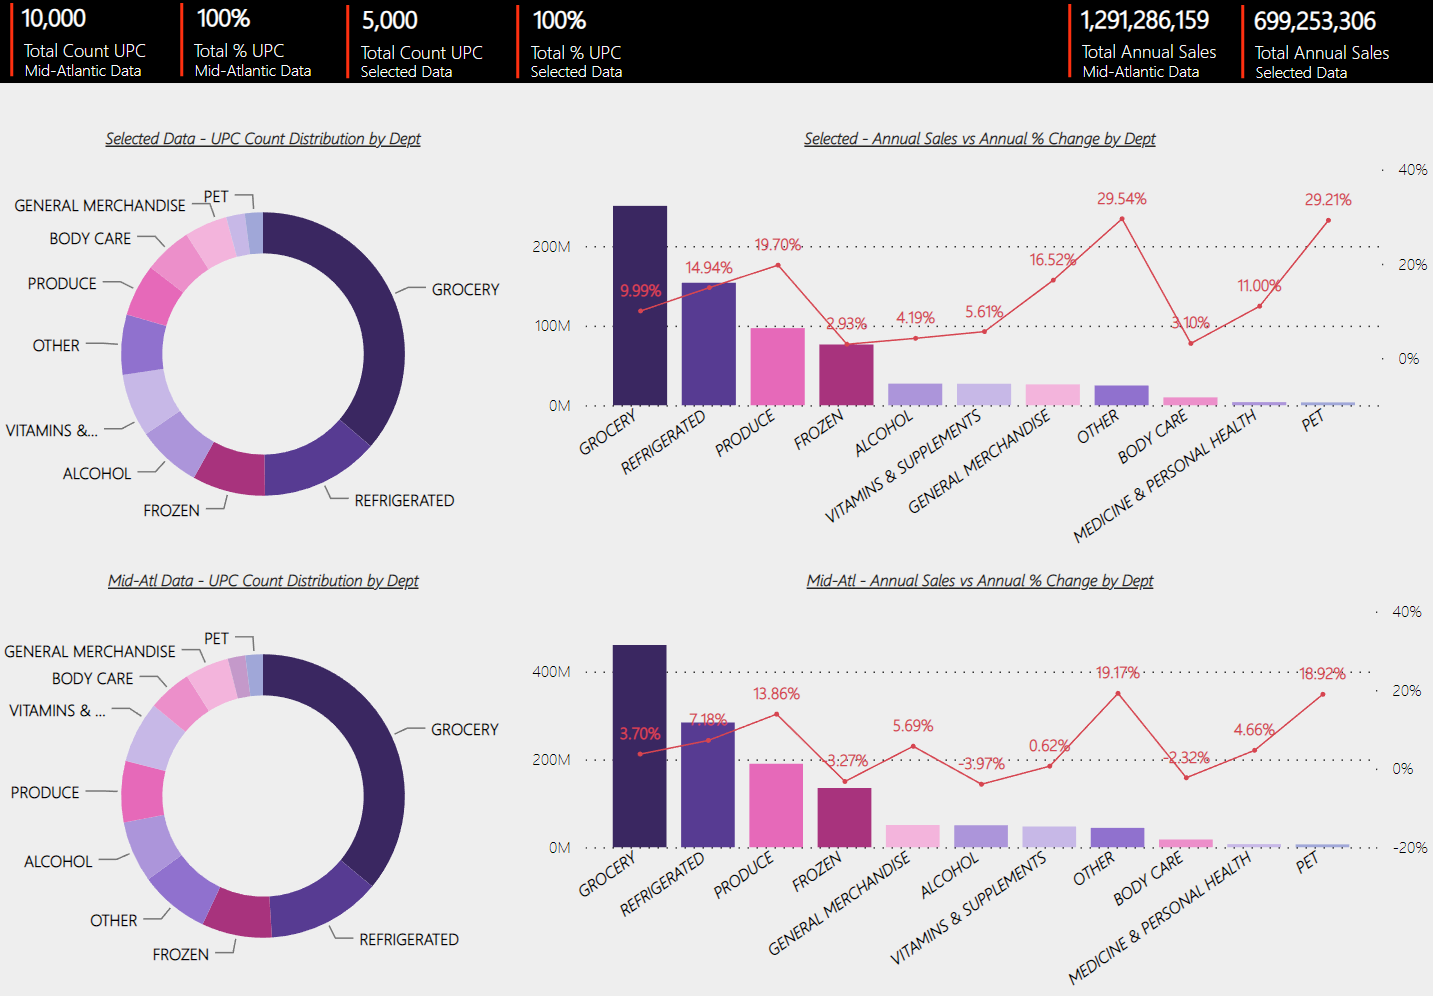 10,000
Total Count UPC
Mid-Atlantic Data
100%
Total % UPC
Mid-Atlantic Data
5,000
Total Count UPC
Selected Data
100%
Total % UPC
Selected Data
1,291,286,159
Total Annual Sales
Mid-Atlantic Data
699,253,306
Total Annual Sales
Selected Data
Selected Data - UPC Count Distribution by Dept
PET
GENERAL MERCHANDISE
BODY CARE
PRODUCE
OTHER
VITAMINS &...
ALCOHOL
FROZEN
REFRIGERATED
GROCERY
Selected - Annual Sales vs Annual % Change by Dept
200M
100M
0M
40%
20%
0%
9.99%
14.94%
19.70%
2.93%
4.19%
5.61%
16.52%
29.54%
3.10%
11.00%
29.21%
GROCERY
REFRIGERATED
PRODUCE
FROZEN
ALCOHOL
VITAMINS & SUPPLEMENTS
GENERAL MERCHANDISE
OTHER
BODY CARE
MEDICINE & PERSONAL HEALTH
PET
Mid-Atl Data - UPC Count Distribution by Dept
PET
GENERAL MERCHANDISE
BODY CARE
VITAMINS & ...
PRODUCE
ALCOHOL
OTHER
FROZEN
REFRIGERATED
GROCERY
Mid-Atl - Annual Sales vs Annual % Change by Dept
400M
200M
0M
40%
20%
0%
-20%
3.70%
7.18%
13.86%
-3.27%
5.69%
-3.97%
0.62%
19.17%
-2.32%
4.66%
18.92%
GROCERY
REFRIGERATED
PRODUCE
FROZEN
GENERAL MERCHANDISE
ALCOHOL
VITAMINS & SUPPLEMENTS
OTHER
BODY CARE
MEDICINE & PERSONAL HEALTH
PET